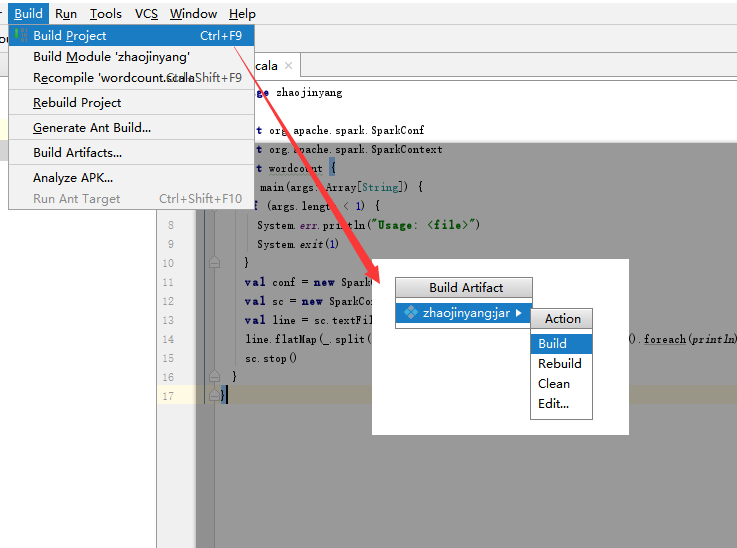 Build Run Tools VCS Window Help
Build Project Ctrl+F9
Build Module 'zhaojinyang'
Recompile 'wordcount.scala' Ctrl+Shift+F9
Rebuild Project
Generate Ant Build...
Build Artifacts...
Analyze APK...
Run Ant Target Ctrl+Shift+F10
cala
ge zhaojinyang
t org.apache.spark.SparkConf
t org.apache.spark.SparkContext
t wordcount {
main(args: Array[String]) {
f (args.length < 1) {
8 System.err.println("Usage: <file>")
9 System.exit(1)
10 }
11 val conf = new Spark
12 val sc = new SparkCo
13 val line = sc.textFil
14 line.flatMap(_.split( ).foreach(println)
15 sc.stop()
16 }
17 }
Build Artifact
zhaojinyang:jar
Action
Build
Rebuild
Clean
Edit...